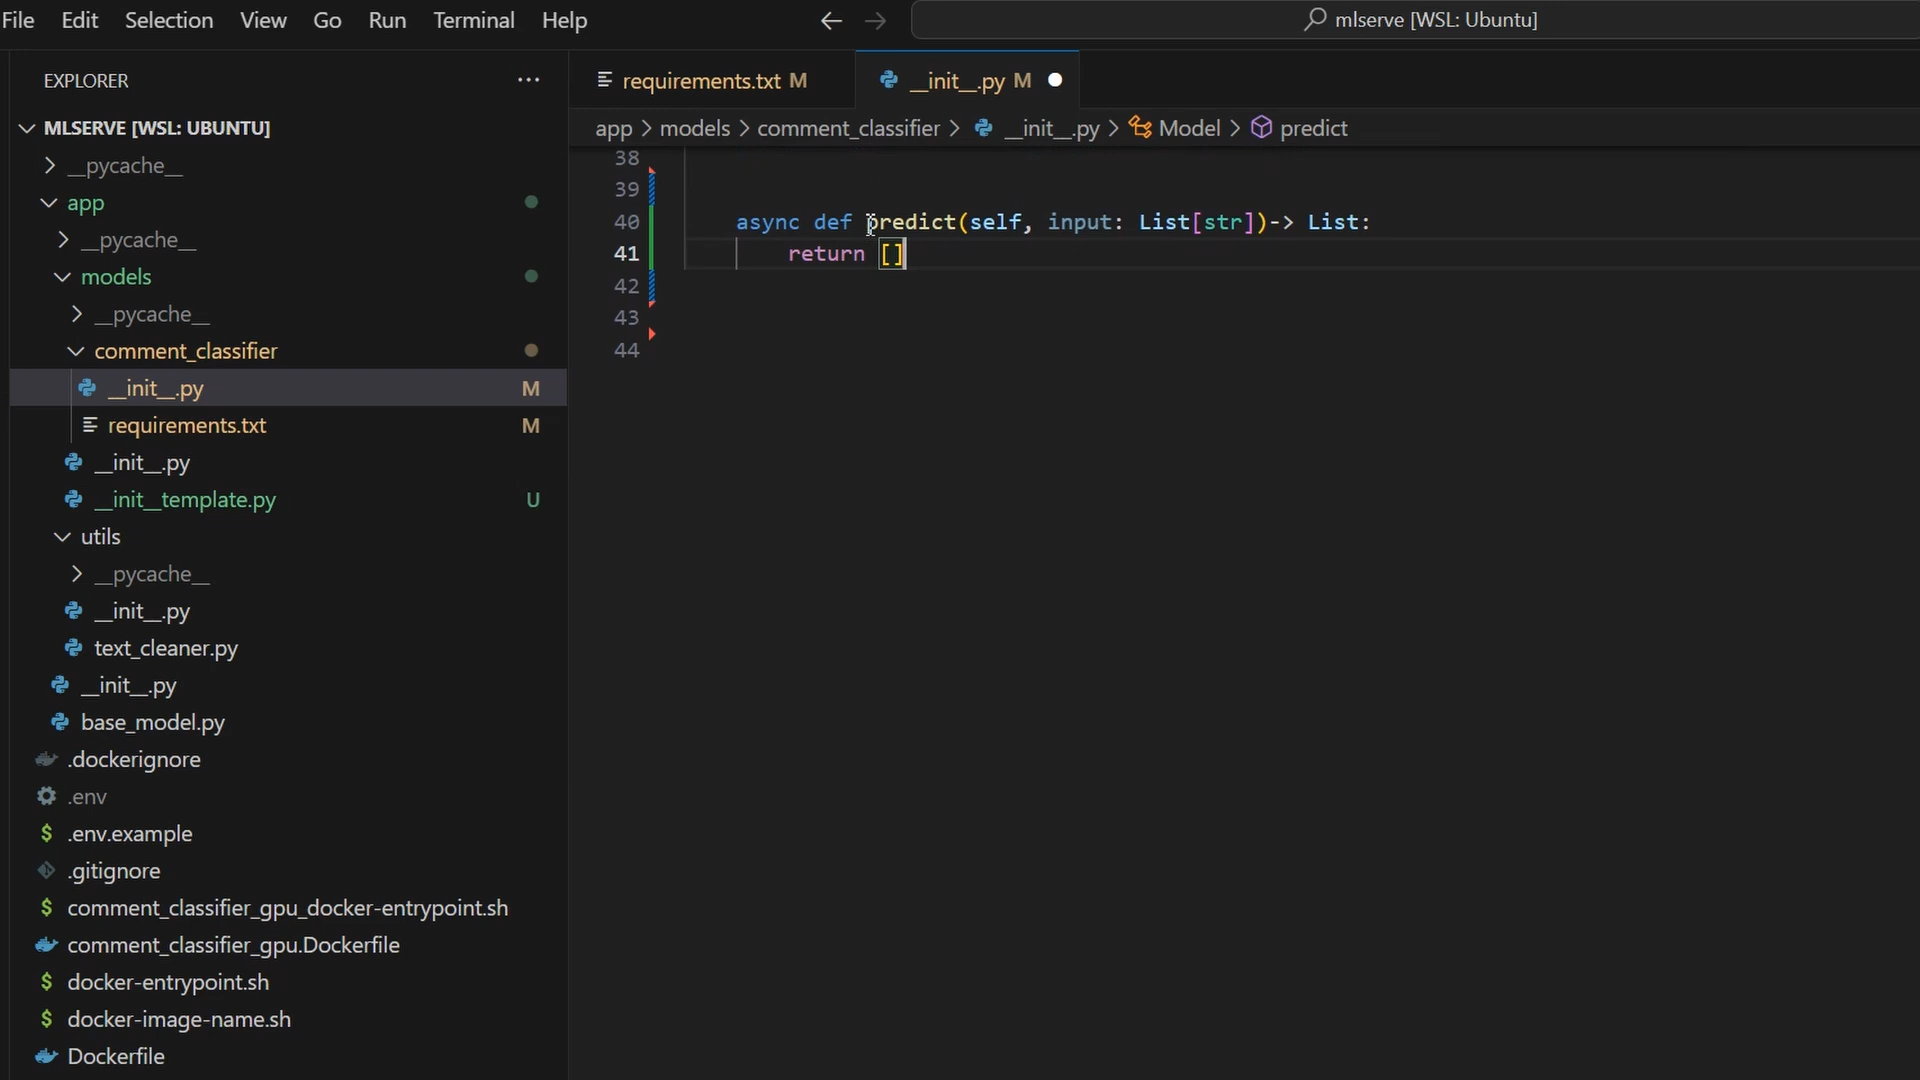 File Edit Selection View Go Run Terminal Help
mlserve [WSL: Ubuntu]
EXPLORER
MLSERVE [WSL: UBUNTU]
__pycache__
app
__pycache__
models
__pycache__
comment_classifier
__init__.py M
requirements.txt M
__init__.py
__init__template.py U
utils
__pycache__
__init__.py
text_cleaner.py
__init__.py
base_model.py
.dockerignore
.env
.env.example
.gitignore
comment_classifier_gpu_docker-entrypoint.sh
comment_classifier_gpu.Dockerfile
docker-entrypoint.sh
docker-image-name.sh
Dockerfile
requirements.txt M
__init__.py M
app > models > comment_classifier > __init__.py > Model > predict
38
39
40 async def predict(self, input: List[str])-> List:
41 return []
42
43
44